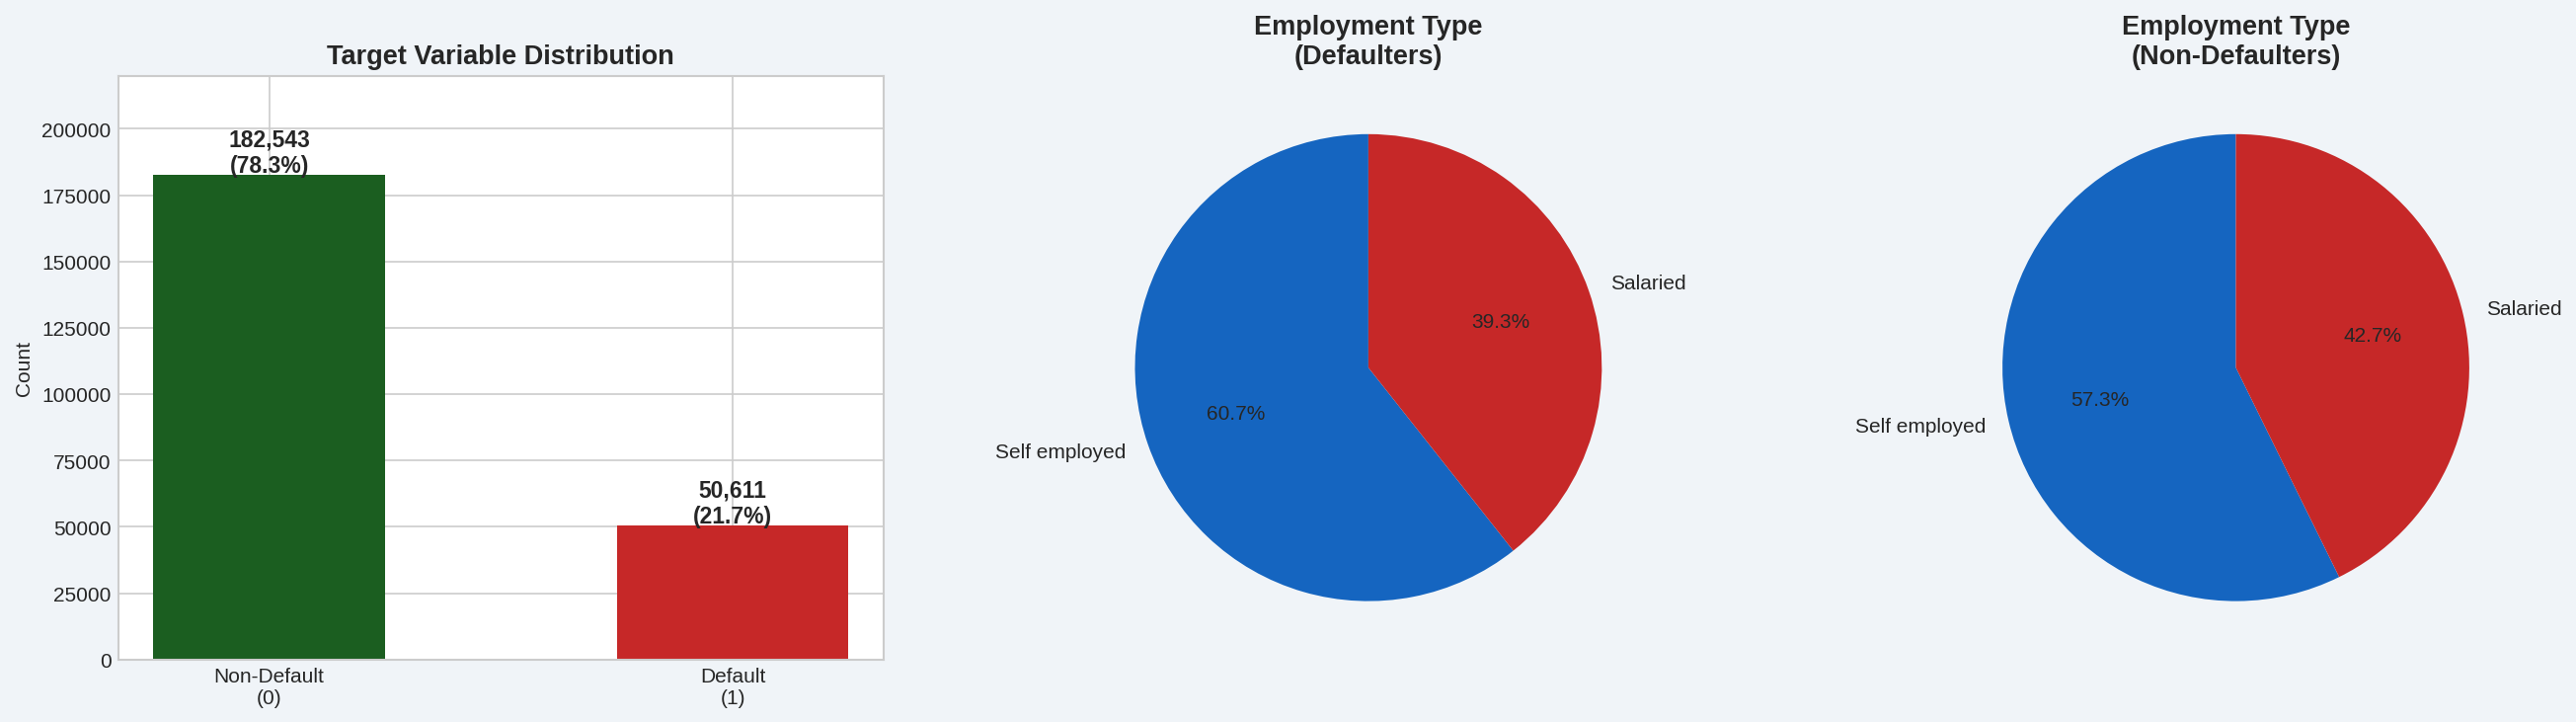 Target Variable Distribution
Count
200000
175000
150000
125000
100000
75000
50000
25000
0
182,543
(78.3%)
50,611
(21.7%)
Non-Default
(0)
Default
(1)
Employment Type
(Defaulters)
Salaried
39.3%
60.7%
Self employed
Employment Type
(Non-Defaulters)
Salaried
42.7%
57.3%
Self employed